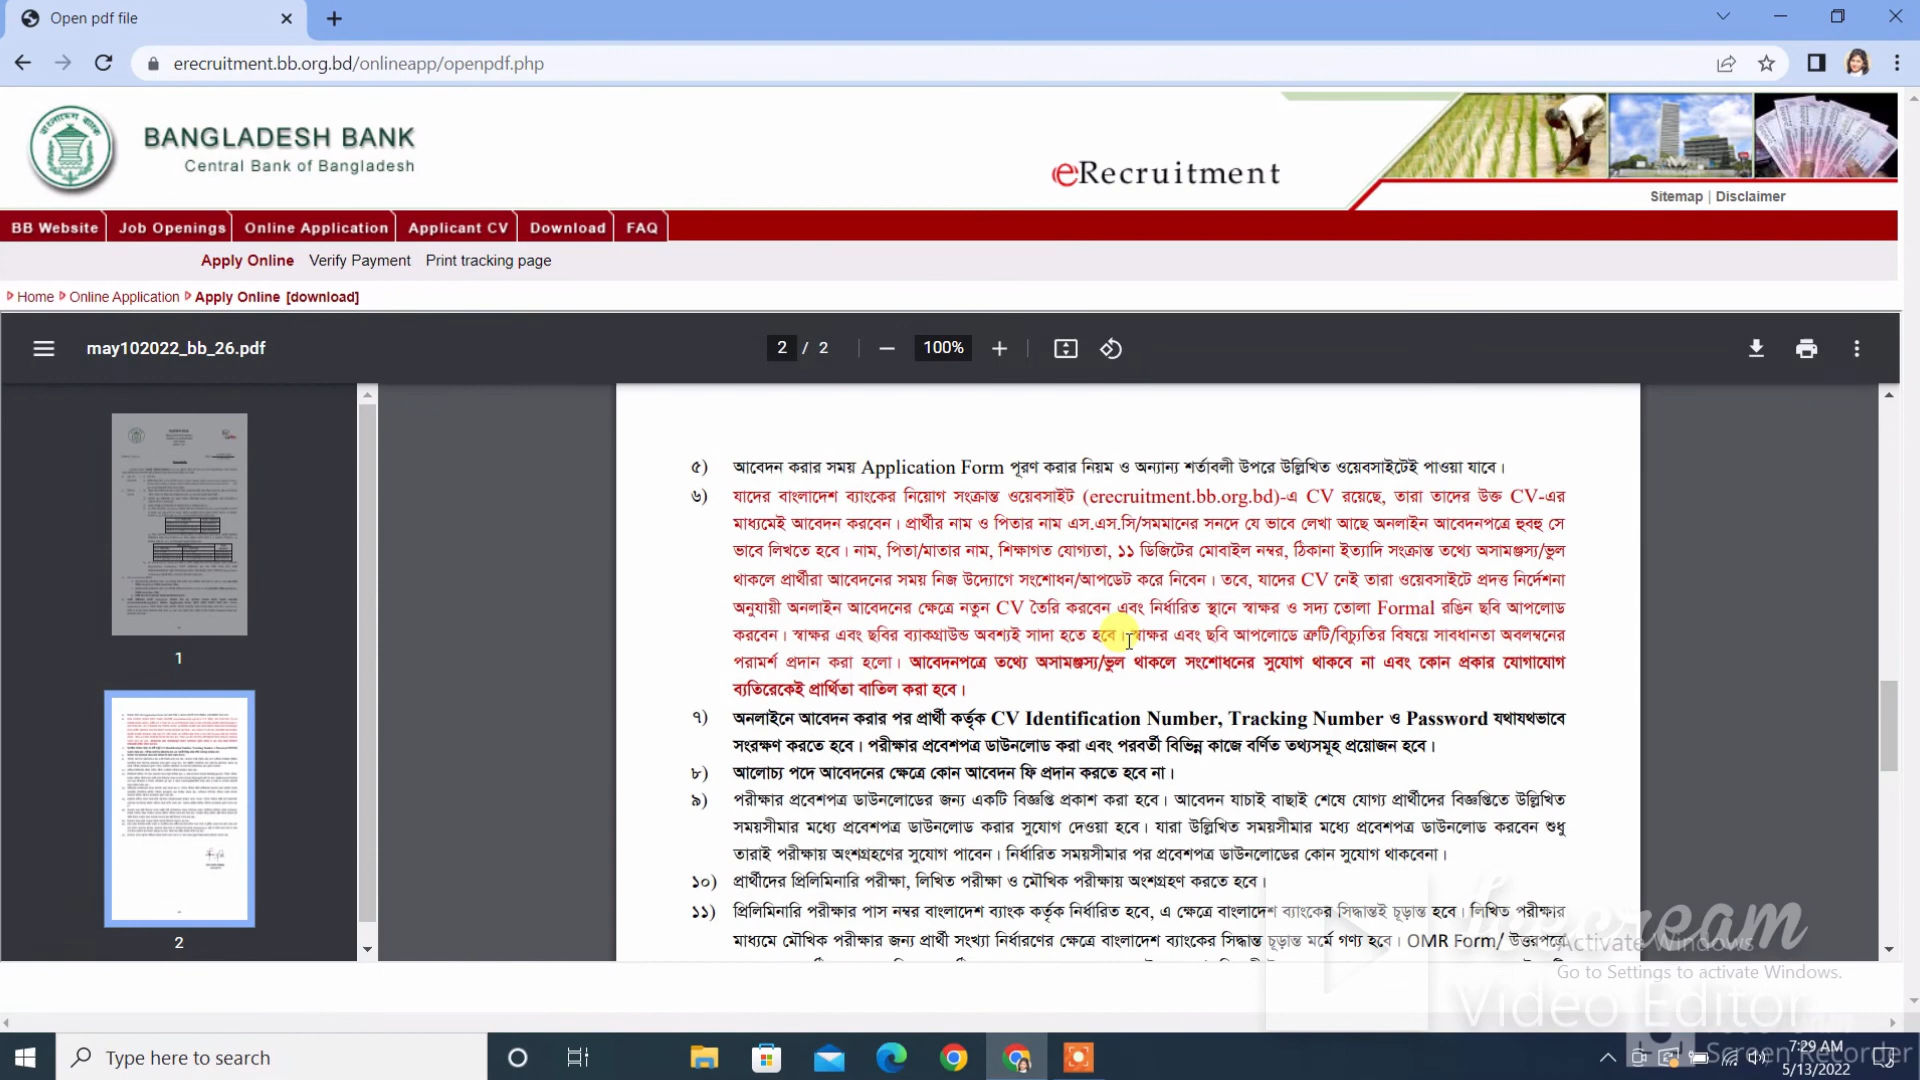 Open pdf file
erecruitment.bb.org.bd/onlineapp/openpdf.php
BANGLADESH BANK
Central Bank of Bangladesh
eRecruitment
Sitemap | Disclaimer
BB Website
Job Openings
Online Application
Applicant CV
Download
FAQ
Apply Online
Verify Payment
Print tracking page
Home
Online Application
Apply Online [download]
may102022_bb_26.pdf
2 / 2
100%
1
2
৫) আবেদন করার সময় Application Form পূরণ করার নিয়ম ও অন্যান্য শর্তাবলী উপরে উল্লিখিত ওয়েবসাইটেই পাওয়া যাবে।
৬) যাদের বাংলাদেশ ব্যাংকের নিয়োগ সংক্রান্ত ওয়েবসাইট (erecruitment.bb.org.bd)-এ CV রয়েছে, তারা তাদের উক্ত CV-এর
মাধ্যমেই আবেদন করবেন। প্রার্থীর নাম ও পিতার নাম এস.এস.সি/সমমানের সনদে যে ভাবে লেখা আছে অনলাইন আবেদনপত্রে হুবহু সে
ভাবে লিখতে হবে। নাম, পিতা/মাতার নাম, শিক্ষাগত যোগ্যতা, ১১ ডিজিটের মোবাইল নম্বর, ঠিকানা ইত্যাদি সংক্রান্ত তথ্যে অসামঞ্জস্য/ভুল
থাকলে প্রার্থীরা আবেদনের সময় নিজ উদ্যোগে সংশোধন/আপডেট করে নিবেন। তবে, যাদের CV নেই তারা ওয়েবসাইটে প্রদত্ত নির্দেশনা
অনুযায়ী অনলাইন আবেদনের ক্ষেত্রে নতুন CV তৈরি করবেন এবং নির্ধারিত স্থানে স্বাক্ষর ও সদ্য তোলা Formal রঙিন ছবি আপলোড
করবেন। স্বাক্ষর এবং ছবির ব্যাকগ্রাউন্ড অবশ্যই সাদা হতে হবে। স্বাক্ষর এবং ছবি আপলোডে ত্রুটি/বিচ্যুতির বিষয়ে সাবধানতা অবলম্বনের
পরামর্শ প্রদান করা হলো। আবেদনপত্রে তথ্যে অসামঞ্জস্য/ভুল থাকলে সংশোধনের সুযোগ থাকবে না এবং কোন প্রকার যোগাযোগ
ব্যতিরেকেই প্রার্থিতা বাতিল করা হবে।
৭) অনলাইনে আবেদন করার পর প্রার্থী কর্তৃক CV Identification Number, Tracking Number ও Password যথাযথভাবে
সংরক্ষণ করতে হবে। পরীক্ষার প্রবেশপত্র ডাউনলোড করা এবং পরবর্তী বিভিন্ন কাজে বর্ণিত তথ্যসমূহ প্রয়োজন হবে।
৮) আলোচ্য পদে আবেদনের ক্ষেত্রে কোন আবেদন ফি প্রদান করতে হবে না।
৯) পরীক্ষার প্রবেশপত্র ডাউনলোডের জন্য একটি বিজ্ঞপ্তি প্রকাশ করা হবে। আবেদন যাচাই বাছাই শেষে যোগ্য প্রার্থীদের বিজ্ঞপ্তিতে উল্লিখিত
সময়সীমার মধ্যে প্রবেশপত্র ডাউনলোড করার সুযোগ দেওয়া হবে। যারা উল্লিখিত সময়সীমার মধ্যে প্রবেশপত্র ডাউনলোড করবেন শুধু
তারাই পরীক্ষায় অংশগ্রহণের সুযোগ পাবেন। নির্ধারিত সময়সীমার পর প্রবেশপত্র ডাউনলোডের কোন সুযোগ থাকবেনা।
১০) প্রার্থীদের প্রিলিমিনারি পরীক্ষা, লিখিত পরীক্ষা ও মৌখিক পরীক্ষায় অংশগ্রহণ করতে হবে।
১১) প্রিলিমিনারি পরীক্ষার পাস নম্বর বাংলাদেশ ব্যাংক কর্তৃক নির্ধারিত হবে, এ ক্ষেত্রে বাংলাদেশ ব্যাংকের সিদ্ধান্তই চূড়ান্ত হবে। লিখিত পরীক্ষার
মাধ্যমে মৌখিক পরীক্ষার জন্য প্রার্থী সংখ্যা নির্ধারণের ক্ষেত্রে বাংলাদেশ ব্যাংকের সিদ্ধান্ত চূড়ান্ত মর্মে গণ্য হবে। OMR Form/ উত্তরপত্রে
icecream
Video Editor
Activate Windows
Go to Settings to activate Windows.
Screen Recorder
Type here to search
7:29 AM
5/13/2022